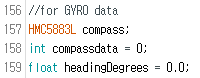 156 //for GYRO data
157 HMC5883L compass;
158 int compassdata = 0;
159 float headingDegrees = 0.0;